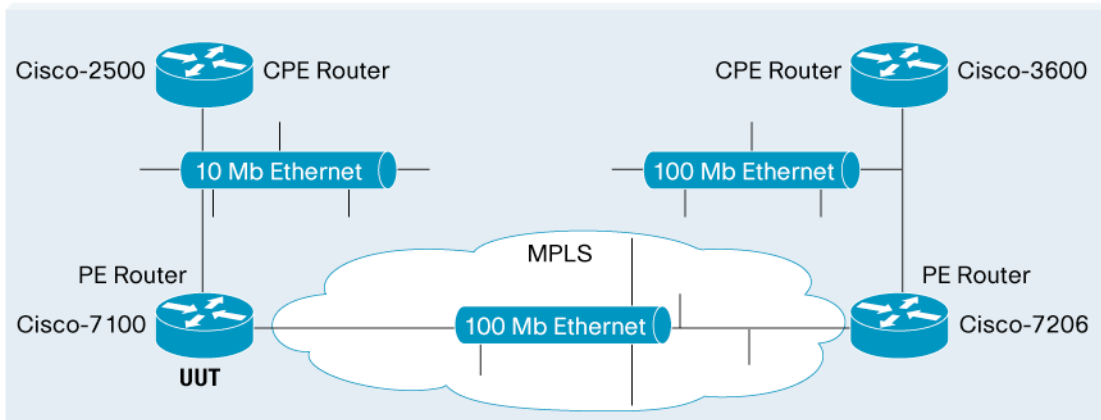 Cisco-2500
CPE Router
CPE Router
Cisco-3600
10 Mb Ethernet
100 Mb Ethernet
MPLS
PE Router
PE Router
Cisco-7100
100 Mb Ethernet
Cisco-7206
UUT